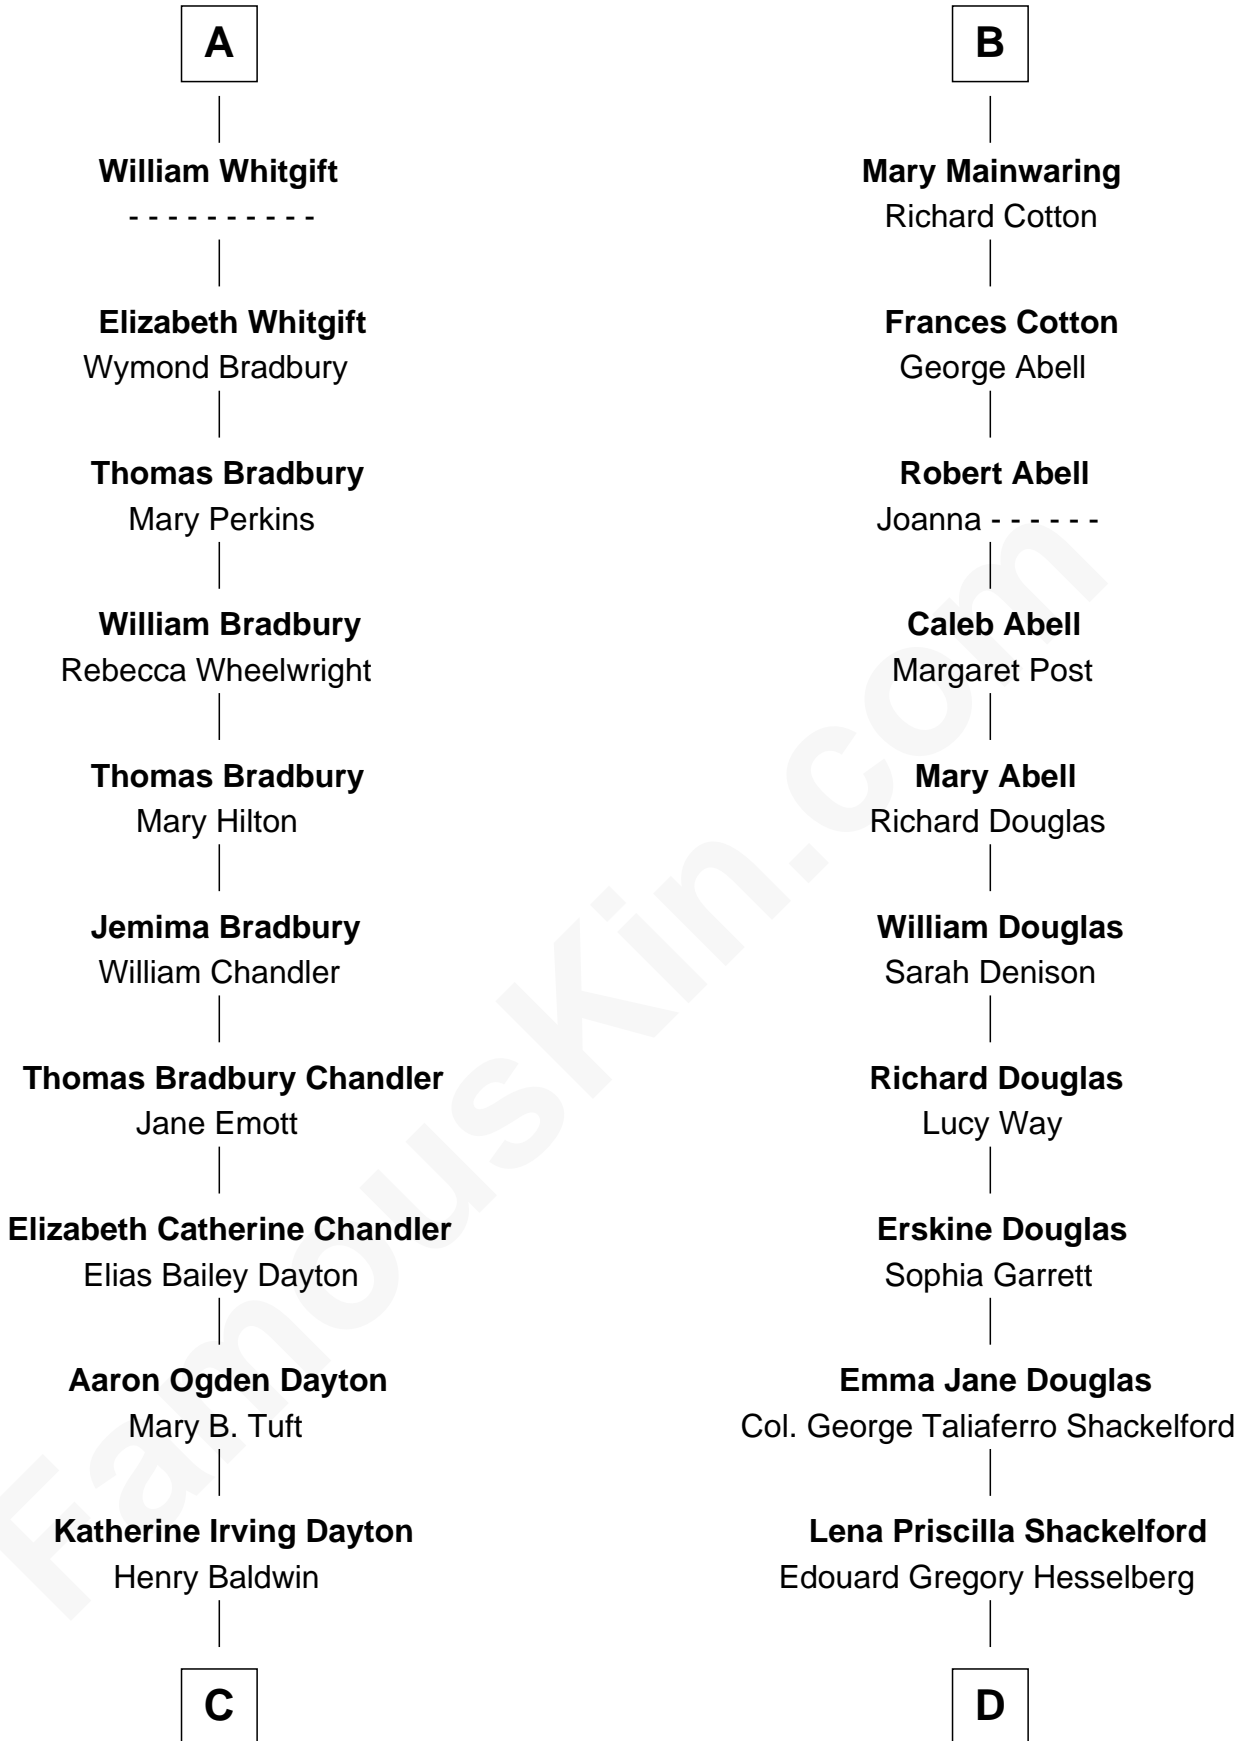 A
William Whitgift
- - - - - - - - - -
Elizabeth Whitgift
Wymond Bradbury
Thomas Bradbury
Mary Perkins
William Bradbury
Rebecca Wheelwright
Thomas Bradbury
Mary Hilton
Jemima Bradbury
William Chandler
Thomas Bradbury Chandler
Jane Emott
Elizabeth Catherine Chandler
Elias Bailey Dayton
Aaron Ogden Dayton
Mary B. Tuft
Katherine Irving Dayton
Henry Baldwin
C
B
Mary Mainwaring
Richard Cotton
Frances Cotton
George Abell
Robert Abell
Joanna - - - - - -
Caleb Abell
Margaret Post
Mary Abell
Richard Douglas
William Douglas
Sarah Denison
Richard Douglas
Lucy Way
Erskine Douglas
Sophia Garrett
Emma Jane Douglas
Col. George Taliaferro Shackelford
Lena Priscilla Shackelford
Edouard Gregory Hesselberg
D
FamousKin.com